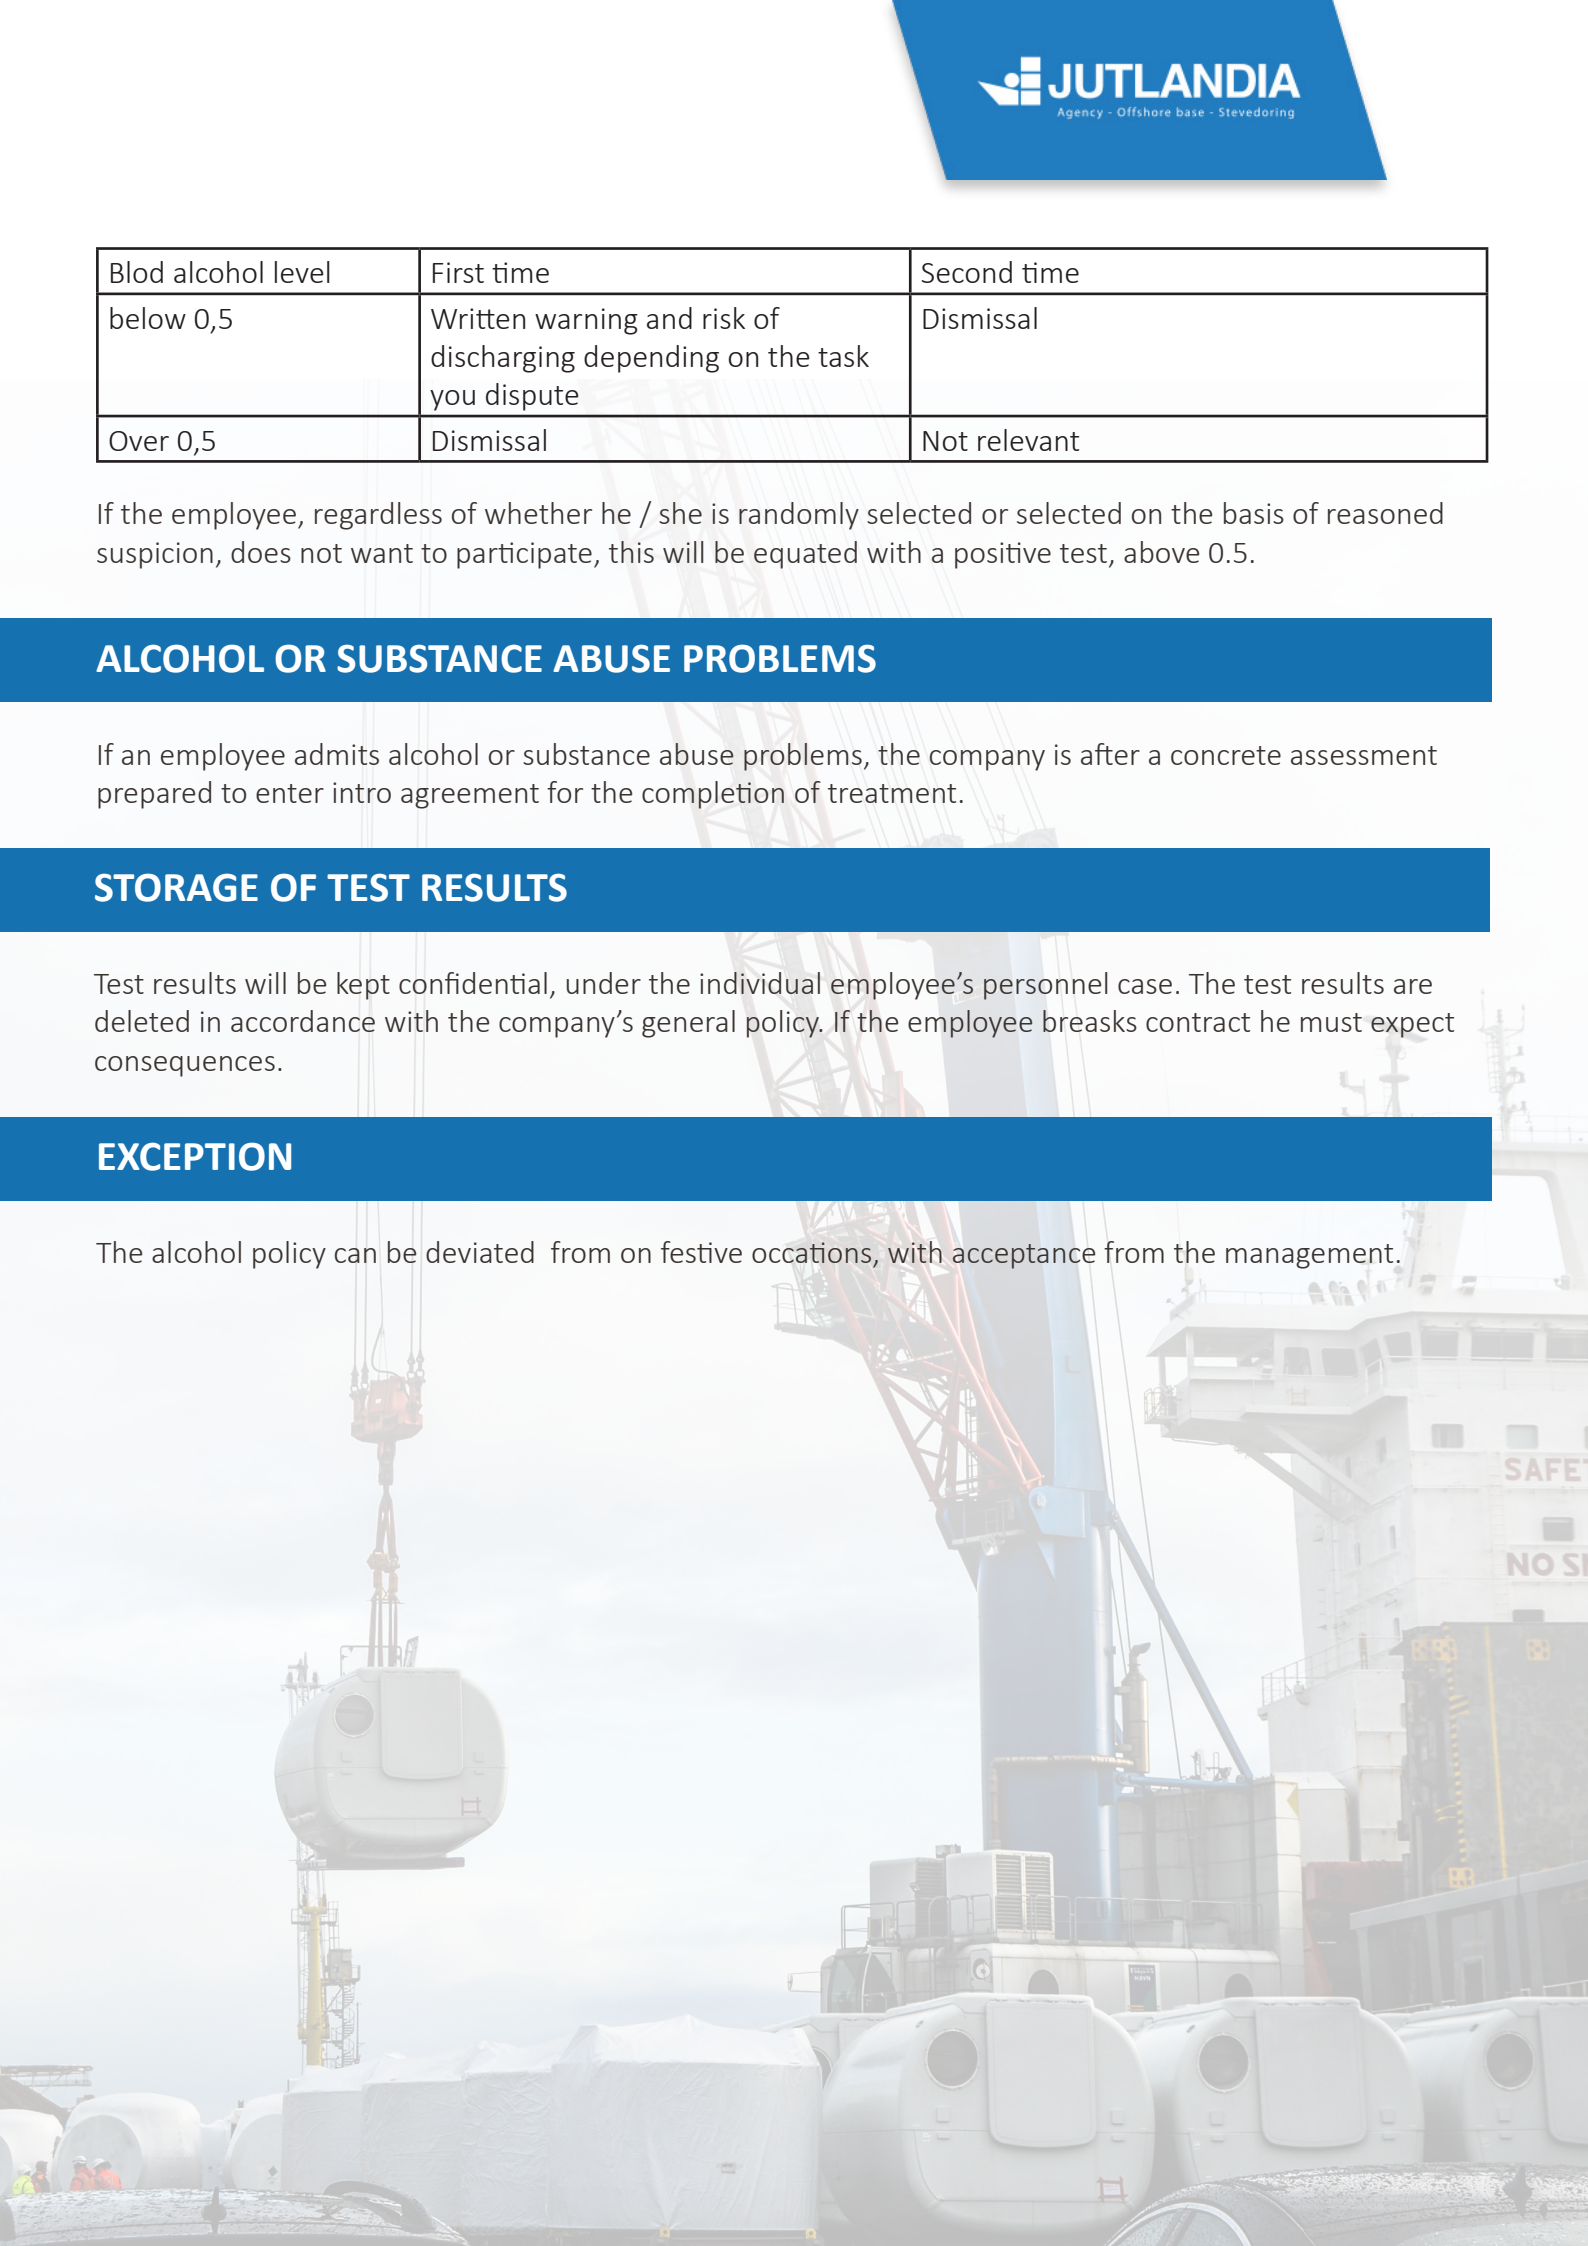 JUTLANDIA
Agency - Offshore base - Stevedoring
Blod alcohol level First time Second time
below 0,5 Written warning and risk of Dismissal
discharging depending on the task
you dispute
Over 0,5 Dismissal Not relevant
If the employee, regardless of whether he / she is randomly selected or selected on the basis of reasoned
suspicion, does not want to participate, this will be equated with a positive test, above 0.5.
ALCOHOL OR SUBSTANCE ABUSE PROBLEMS
If an employee admits alcohol or substance abuse problems, the company is after a concrete assessment
prepared to enter intro agreement for the completion of treatment.
STORAGE OF TEST RESULTS
Test results will be kept confidential, under the individual employee’s personnel case. The test results are
deleted in accordance with the company’s general policy. If the employee breasks contract he must expect
consequences.
EXCEPTION
The alcohol policy can be deviated  from on festive occations, with acceptance from the management.
SAFE
NO